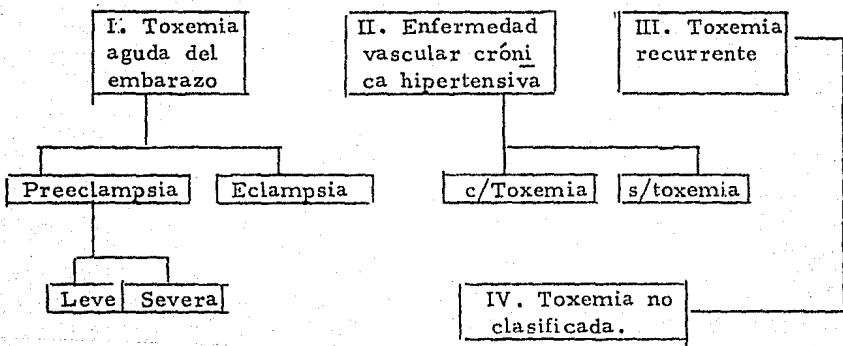 I. Toxemia
aguda del
embarazo
II. Enfermedad
vascular cróni
ca hipertensiva
III. Toxemia
recurrente
Preeclampsia
Eclampsia
c/Toxemia
s/toxemia
Leve
Severa
IV. Toxemia no
clasificada.